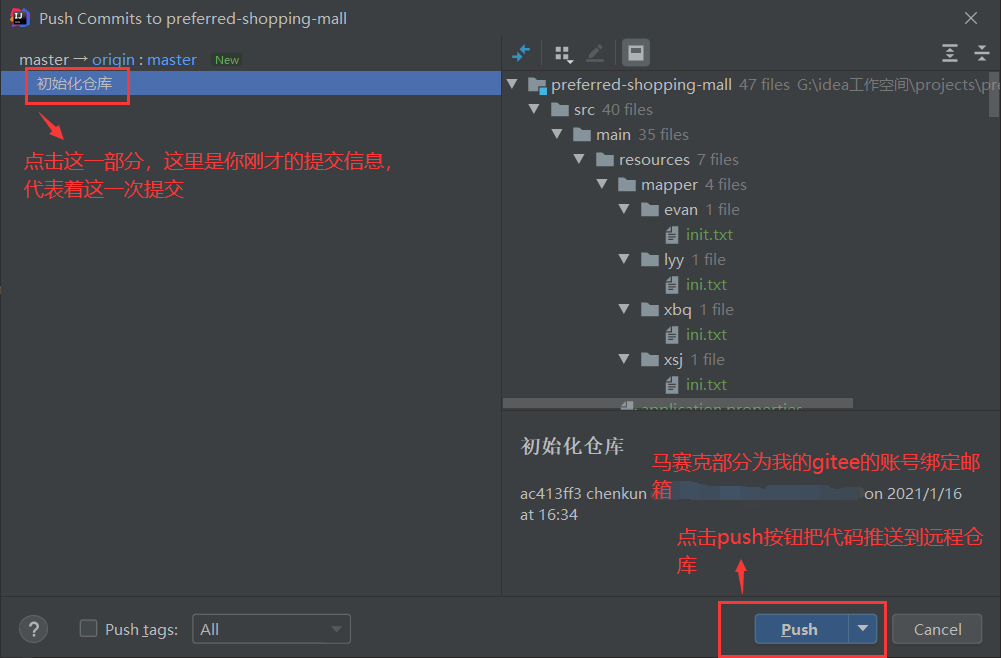 Push Commits to preferred-shopping-mall
master → origin : master New
初始化仓库
点击这一部分，这里是你刚才的提交信息，
代表着这一次提交
preferred-shopping-mall 47 files G:\idea工作空间\projects\pre
src 40 files
main 35 files
resources 7 files
mapper 4 files
evan 1 file
init.txt
lyy 1 file
ini.txt
xbq 1 file
ini.txt
xsj 1 file
ini.txt
application.properties
初始化仓库
马赛克部分为我的gitee的账号绑定邮
箱
ac413ff3 chenkun on 2021/1/16
at 16:34
点击push按钮把代码推送到远程仓
库
? Push tags: All Push Cancel